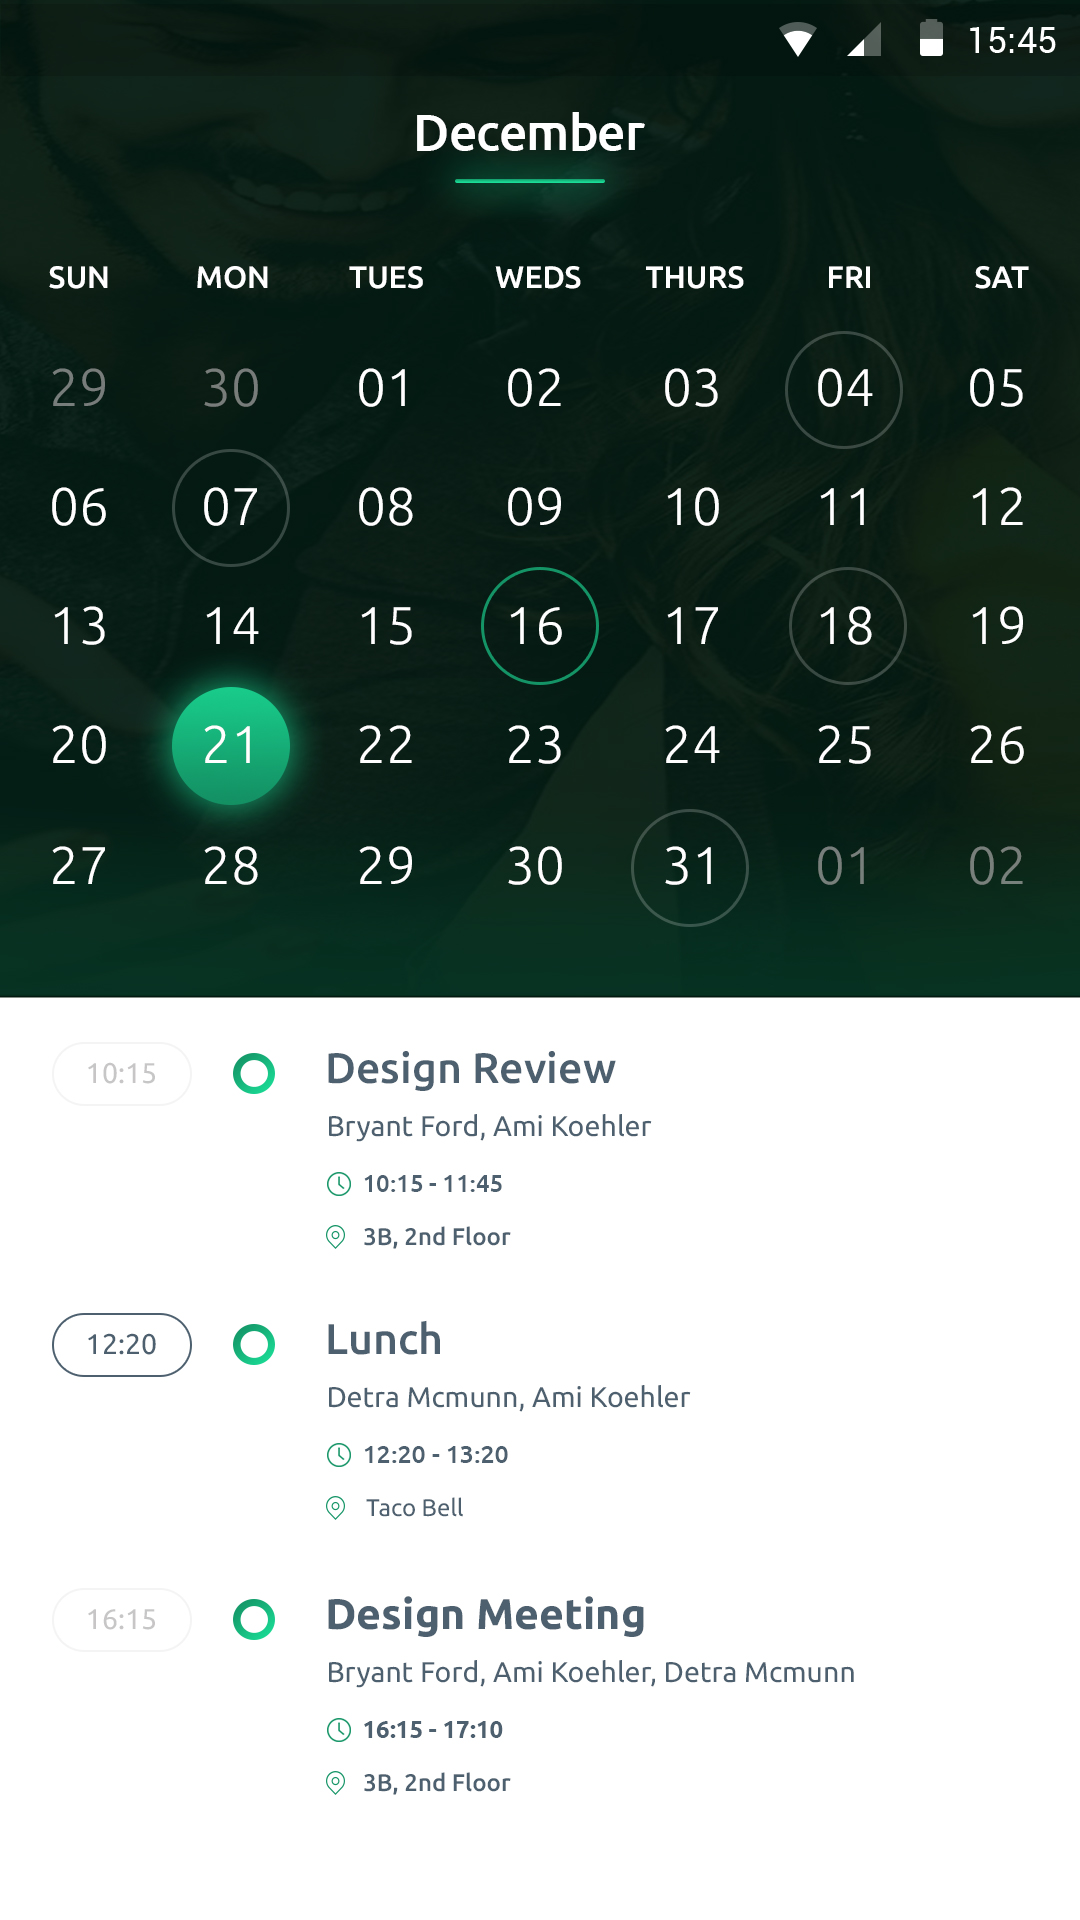 15:45
December
SUN MON TUES WEDS THURS FRI SAT
29 30 01 02 03 04 05
06 07 08 09 10 11 12
13 14 15 16 17 18 19
20 21 22 23 24 25 26
27 28 29 30 31 01 02
10:15 Design Review
Bryant Ford, Ami Koehler
10:15 - 11:45
3B, 2nd Floor
12:20 Lunch
Detra Mcmunn, Ami Koehler
12:20 - 13:20
Taco Bell
16:15 Design Meeting
Bryant Ford, Ami Koehler, Detra Mcmunn
16:15 - 17:10
3B, 2nd Floor